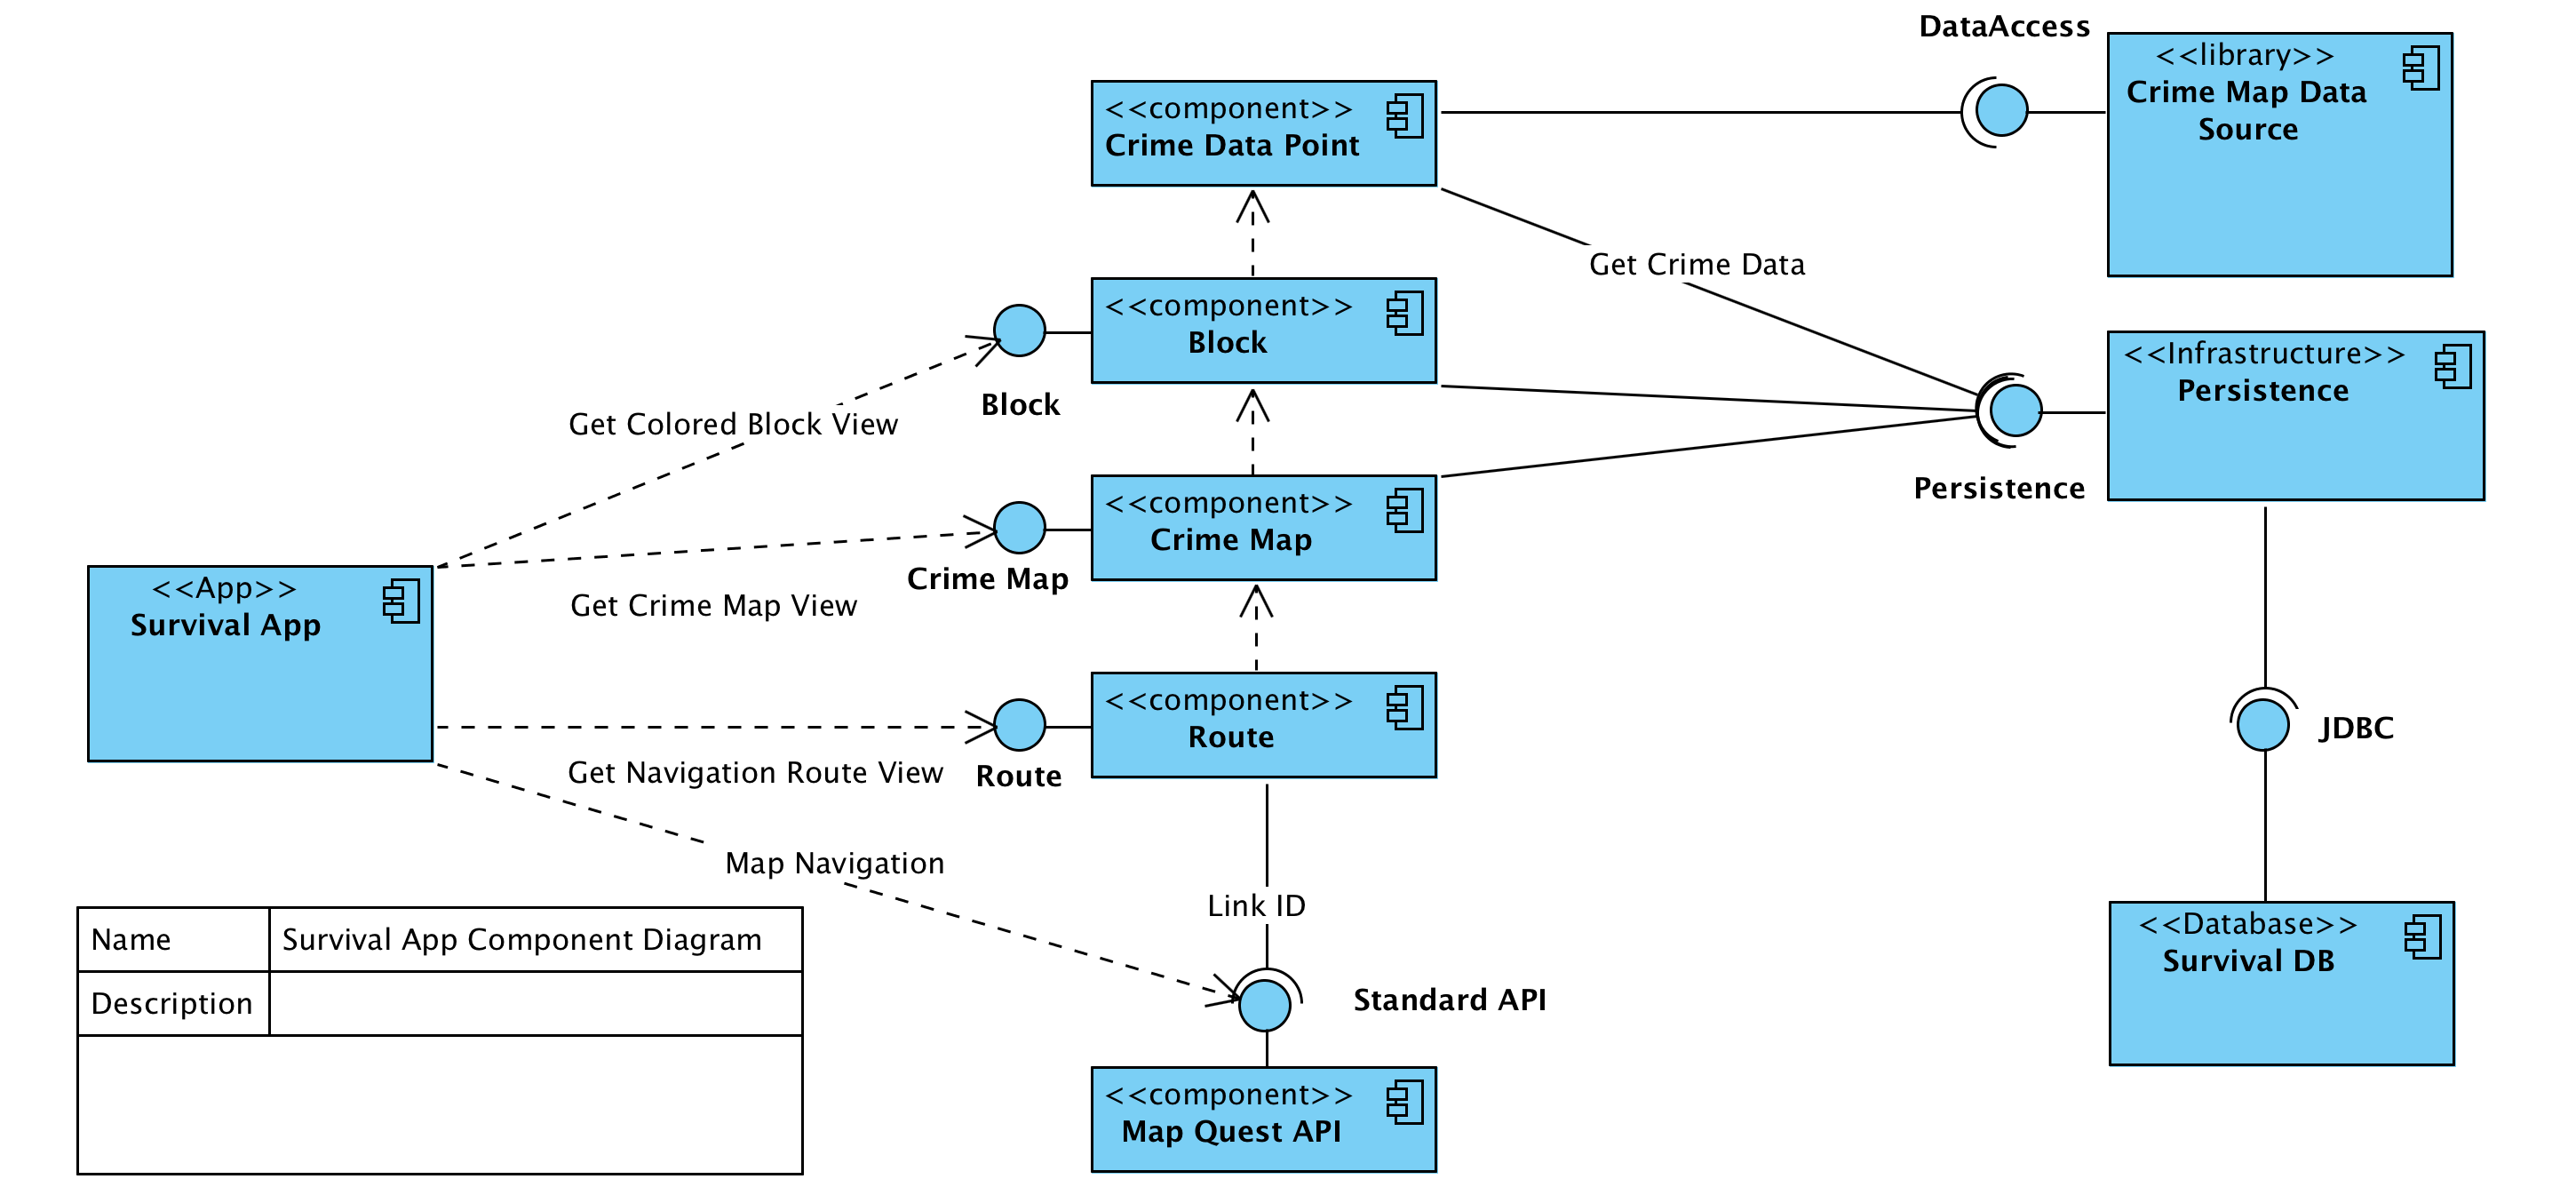 DataAccess
<<library>>
Crime Map Data
Source
<<component>>
Crime Data Point
Get Crime Data
<<component>>
Block
Block
<<Infrastructure>>
Persistence
Persistence
Get Colored Block View
<<component>>
Crime Map
Crime Map
Get Crime Map View
<<App>>
Survival App
<<component>>
Route
Route
Get Navigation Route View
JDBC
Map Navigation
Link ID
<<Database>>
Survival DB
Standard API
<<component>>
Map Quest API
Name
Survival App Component Diagram
Description